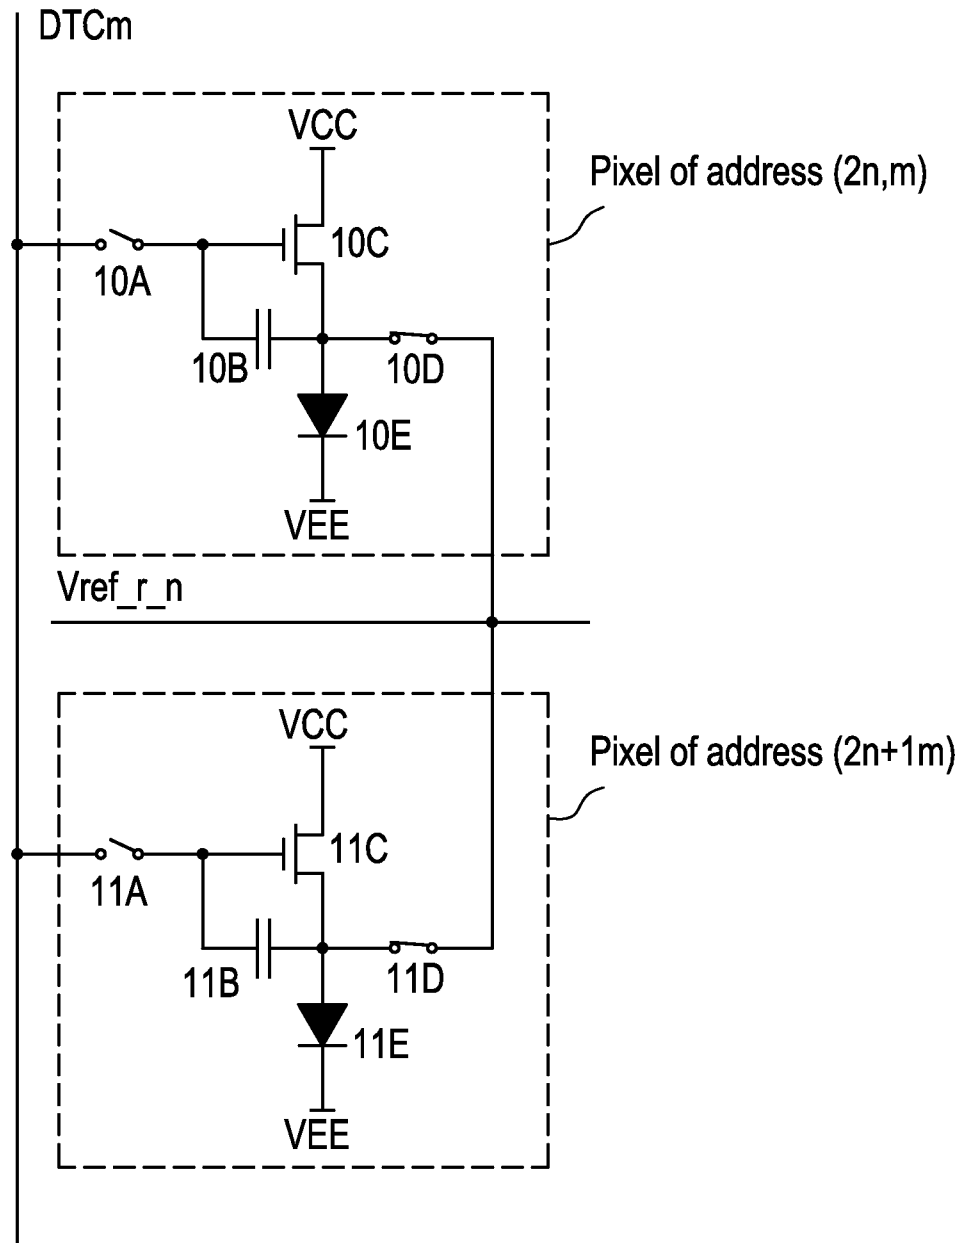 DTCm
VCC
Pixel of address (2n,m)
10C
10A
10B
10D
10E
VEE
Vref_r_n
VCC
Pixel of address (2n+1m)
11C
11A
11B
11D
11E
VEE